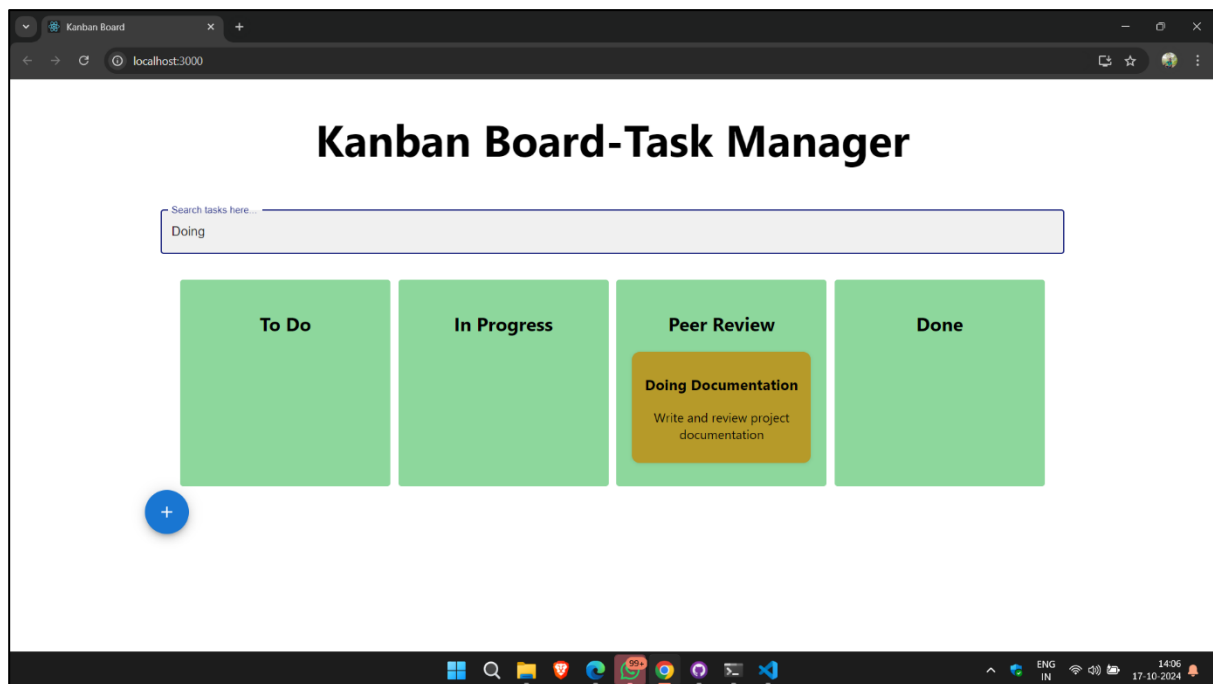 Kanban Board
localhost:3000
Kanban Board-Task Manager
Search tasks here...
Doing
To Do
In Progress
Peer Review
Done
Doing Documentation
Write and review project
documentation
+
99+
ENG
IN
14:06
17-10-2024